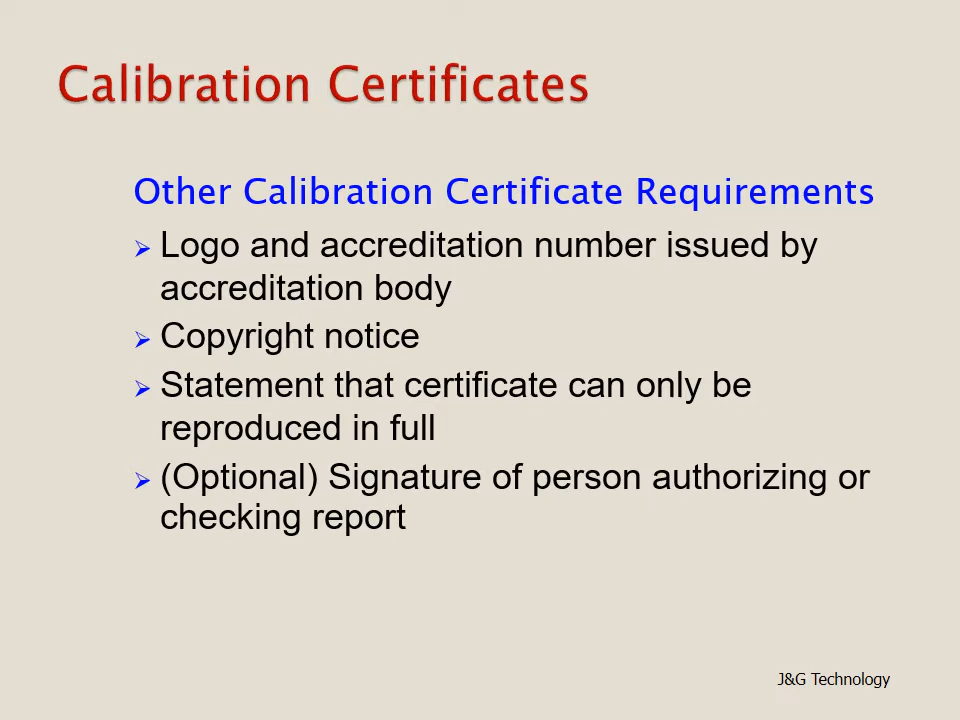 Calibration Certificates
Other Calibration Certificate Requirements
➢ Logo and accreditation number issued by
accreditation body
➢ Copyright notice
➢ Statement that certificate can only be
reproduced in full
➢ (Optional) Signature of person authorizing or
checking report
J&G Technology